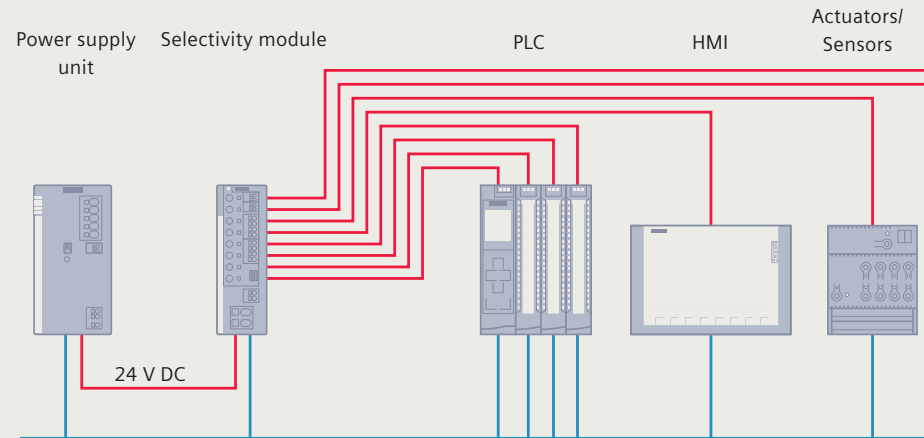 Power supply
unit
Selectivity module
PLC
HMI
Actuators/
Sensors
24 V DC